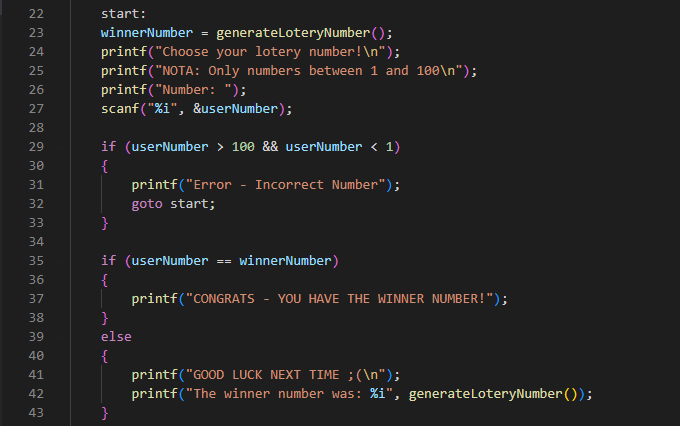 22 start:
23 winnerNumber = generateLoteryNumber();
24 printf("Choose your lotery number!\n");
25 printf("NOTA: Only numbers between 1 and 100\n");
26 printf("Number: ");
27 scanf("%i", &userNumber);
28
29 if (userNumber > 100 && userNumber < 1)
30 {
31 printf("Error - Incorrect Number");
32 goto start;
33 }
34
35 if (userNumber == winnerNumber)
36 {
37 printf("CONGRATS - YOU HAVE THE WINNER NUMBER!");
38 }
39 else
40 {
41 printf("GOOD LUCK NEXT TIME ;(\n");
42 printf("The winner number was: %i", generateLoteryNumber());
43 }